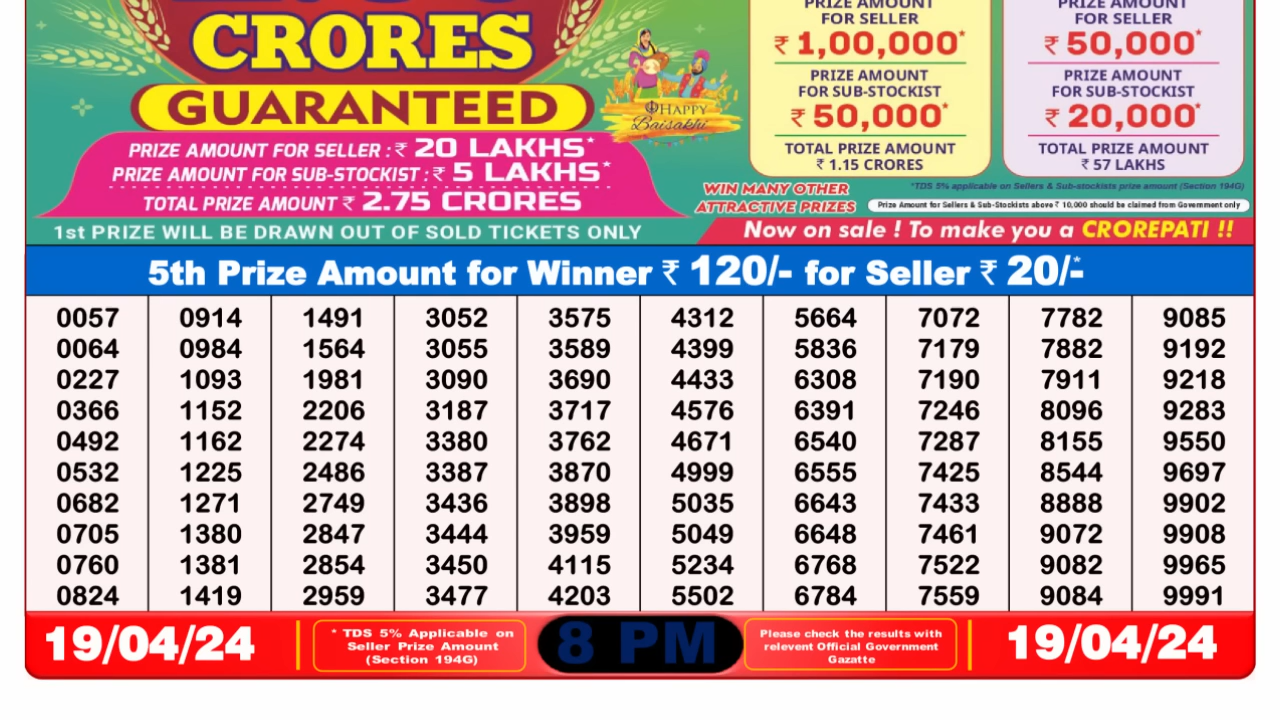 CRORES
GUARANTEED
PRIZE AMOUNT FOR SELLER : ₹ 20 LAKHS*
PRIZE AMOUNT FOR SUB-STOCKIST : ₹ 5 LAKHS*
TOTAL PRIZE AMOUNT ₹ 2.75 CRORES
1st PRIZE WILL BE DRAWN OUT OF SOLD TICKETS ONLY
HAPPY
Baisakhi
PRIZE AMOUNT
FOR SELLER
₹ 1,00,000*
PRIZE AMOUNT
FOR SUB-STOCKIST
₹ 50,000*
TOTAL PRIZE AMOUNT
₹ 1.15 CRORES
PRIZE AMOUNT
FOR SELLER
₹ 50,000*
PRIZE AMOUNT
FOR SUB-STOCKIST
₹ 20,000*
TOTAL PRIZE AMOUNT
₹ 57 LAKHS
WIN MANY OTHER
ATTRACTIVE PRIZES
*TDS 5% applicable on Sellers & Sub-stockists prize amount (Section 194G)
Prize Amount for Sellers & Sub-Stockists above ₹ 10,000 should be claimed from Government only
Now on sale ! To make you a CROREPATI !!
5th Prize Amount for Winner ₹ 120/- for Seller ₹ 20/-*
0057 0914 1491 3052 3575 4312 5664 7072 7782 9085
0064 0984 1564 3055 3589 4399 5836 7179 7882 9192
0227 1093 1981 3090 3690 4433 6308 7190 7911 9218
0366 1152 2206 3187 3717 4576 6391 7246 8096 9283
0492 1162 2274 3380 3762 4671 6540 7287 8155 9550
0532 1225 2486 3387 3870 4999 6555 7425 8544 9697
0682 1271 2749 3436 3898 5035 6643 7433 8888 9902
0705 1380 2847 3444 3959 5049 6648 7461 9072 9908
0760 1381 2854 3450 4115 5234 6768 7522 9082 9965
0824 1419 2959 3477 4203 5502 6784 7559 9084 9991
19/04/24
* TDS 5% Applicable on
Seller Prize Amount
(Section 194G)
8 PM
Please check the results with
relevent Official Government
Gazatte
19/04/24